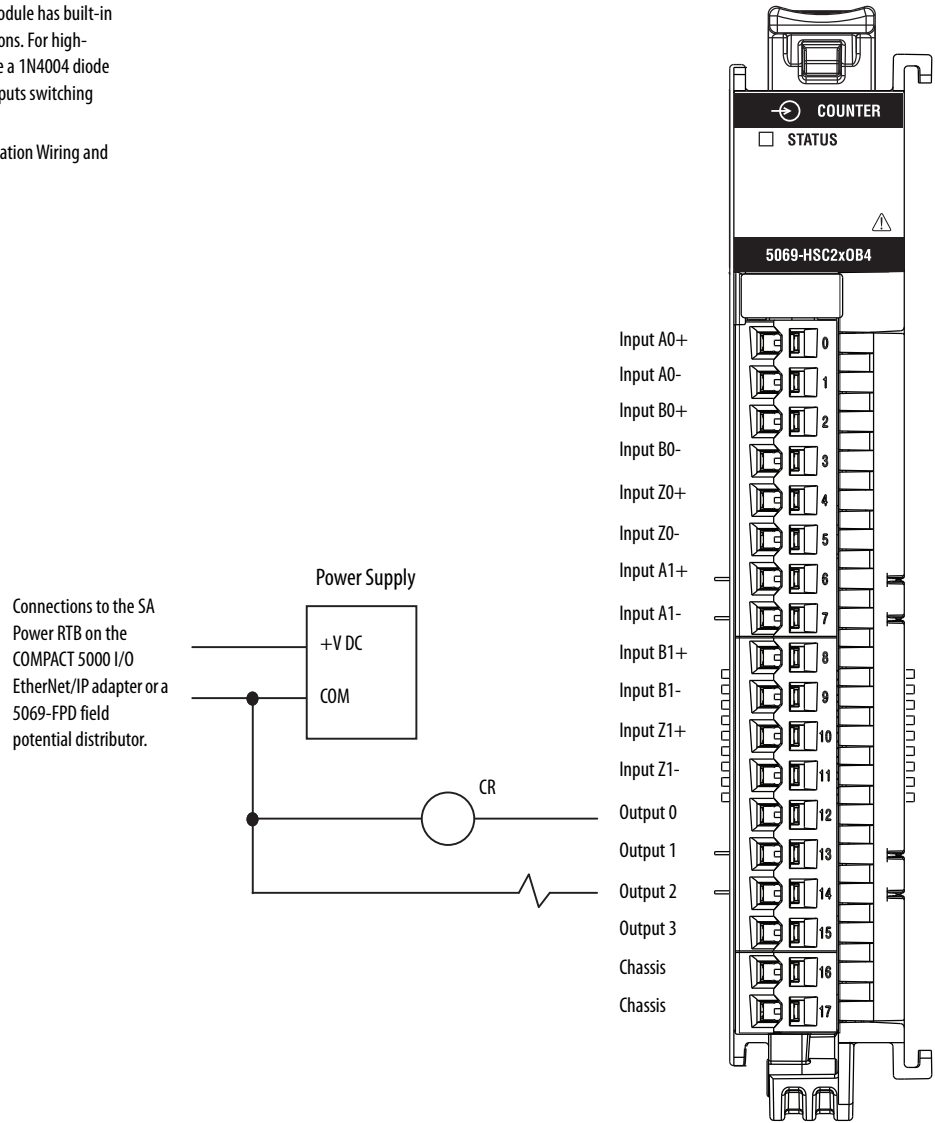 odule has built-in
ons. For high-
e a 1N4004 diode
puts switching
ation Wiring and
COUNTER
STATUS
5069-HSC2xOB4
Input A0+
0
Input A0-
1
Input B0+
2
Input B0-
3
Input Z0+
4
Input Z0-
5
Input A1+
6
Input A1-
7
Input B1+
8
Input B1-
9
Input Z1+
10
Input Z1-
11
Output 0
12
Output 1
13
Output 2
14
Output 3
15
Chassis
16
Chassis
17
Power Supply
+V DC
COM
Connections to the SA
Power RTB on the
COMPACT 5000 I/O
EtherNet/IP adapter or a
5069-FPD field
potential distributor.
CR